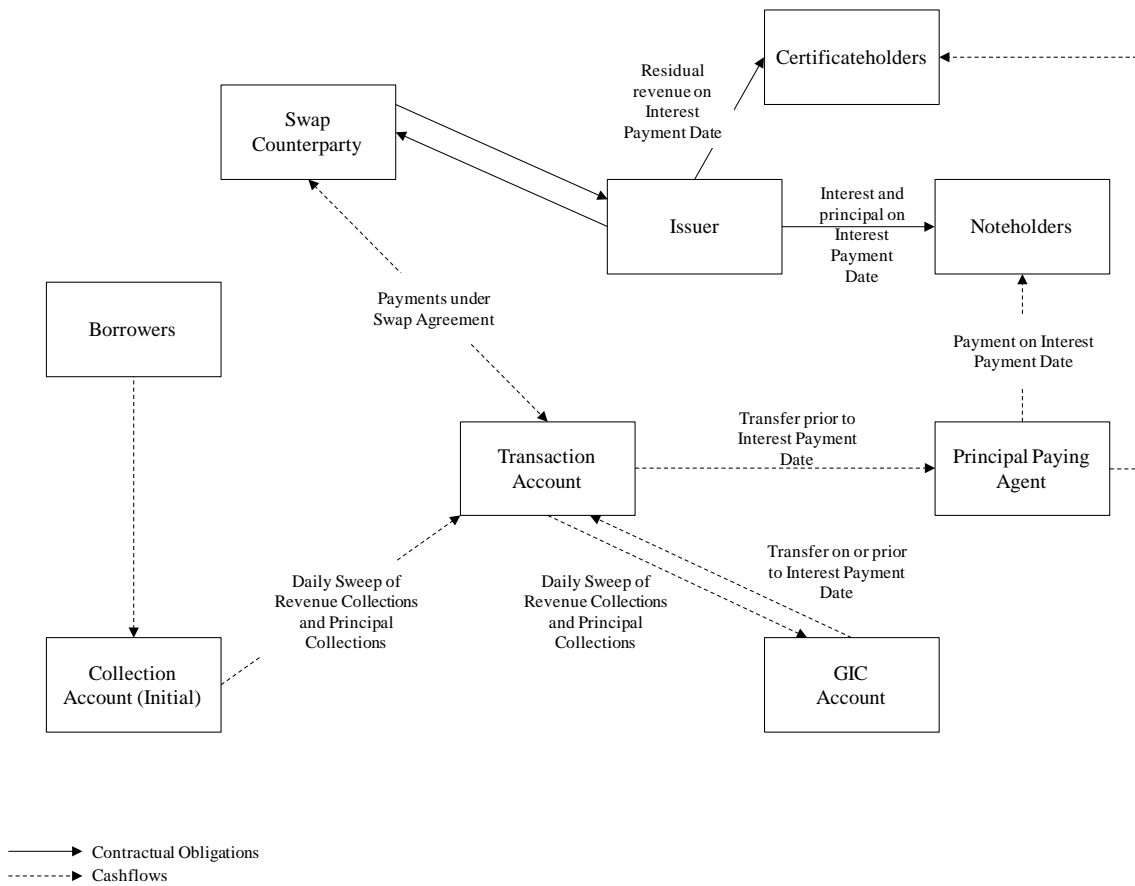 Certificateholders
Residual
revenue on
Interest
Payment Date
Swap
Counterparty
Issuer
Interest and
principal on
Interest
Payment
Date
Noteholders
Borrowers
Payments under
Swap Agreement
Payment on Interest
Payment Date
Transaction
Account
Transfer prior to
Interest Payment
Date
Principal Paying
Agent
Daily Sweep of
Revenue Collections
and Principal
Collections
Daily Sweep of
Revenue Collections
and Principal
Collections
Transfer on or prior
to Interest Payment
Date
Collection
Account (Initial)
GIC
Account
Contractual Obligations
Cashflows